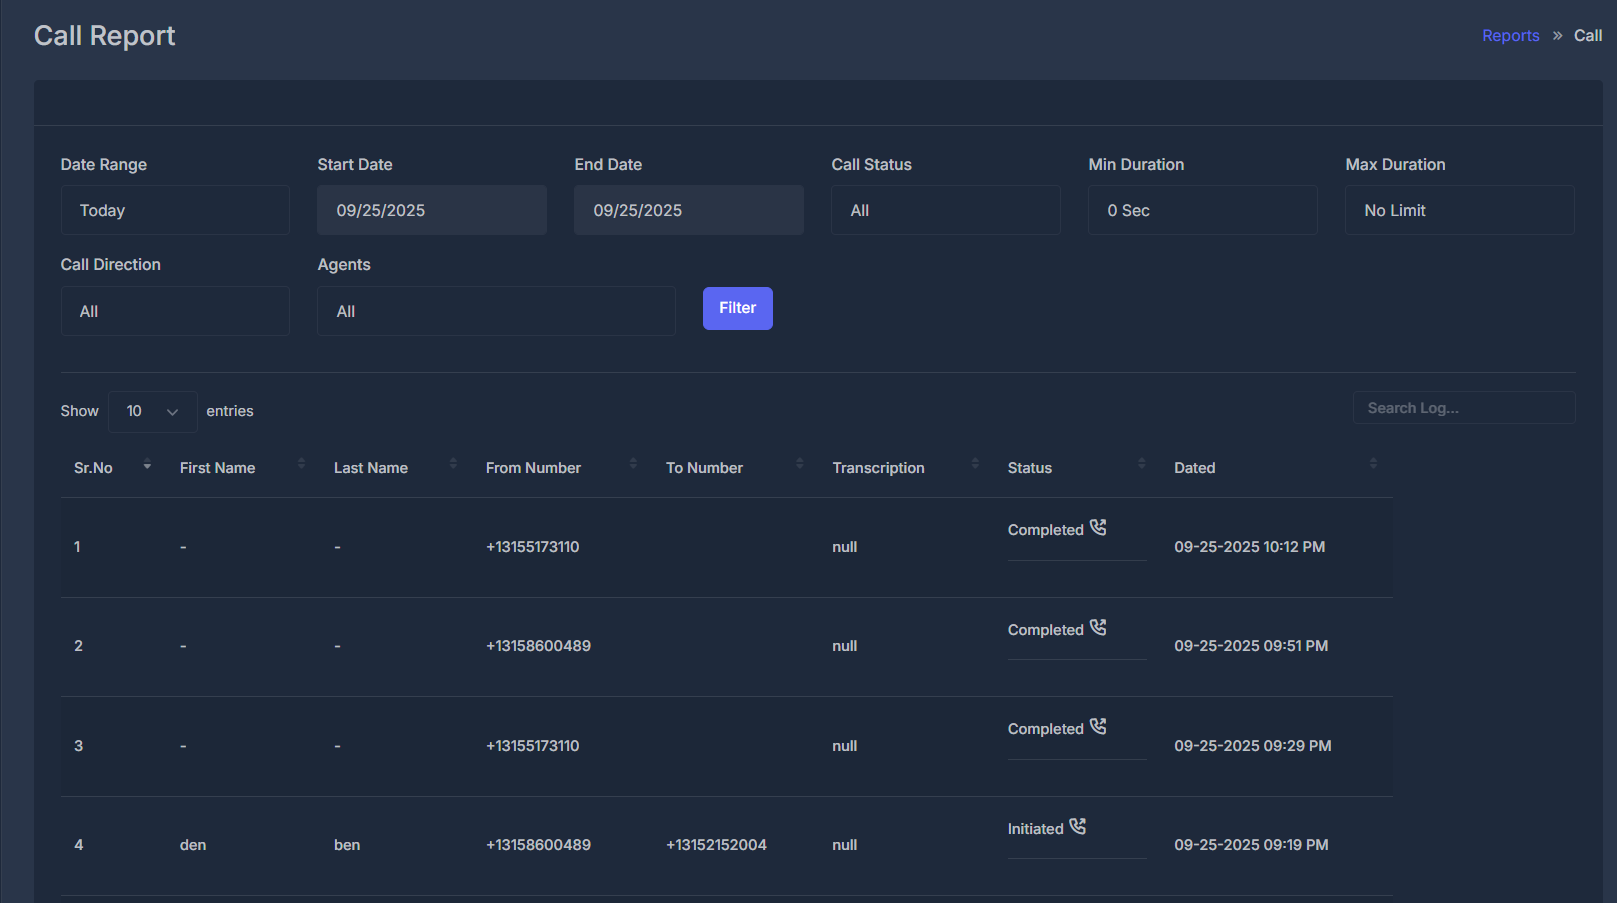 Call Report
Reports » Call
Date Range Start Date End Date Call Status Min Duration Max Duration
Today 09/25/2025 09/25/2025 All 0 Sec No Limit
Call Direction Agents
All All Filter
Show 10 entries Search Log...
Sr.No First Name Last Name From Number To Number Transcription Status Dated
1 - - +13155173110 null Completed 09-25-2025 10:12 PM
2 - - +13158600489 null Completed 09-25-2025 09:51 PM
3 - - +13155173110 null Completed 09-25-2025 09:29 PM
4 den ben +13158600489 +13152152004 null Initiated 09-25-2025 09:19 PM